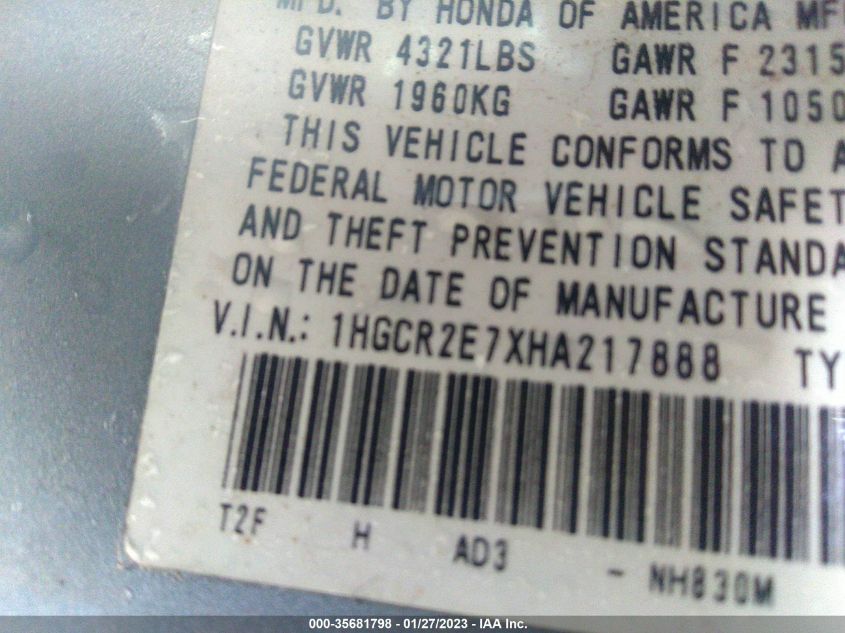 MFD. BY HONDA OF AMERICA MF
GVWR 4321LBS GAWR F 2315
GVWR 1960KG GAWR F 1050
THIS VEHICLE CONFORMS TO A
FEDERAL MOTOR VEHICLE SAFET
AND THEFT PREVENTION STANDA
ON THE DATE OF MANUFACTURE
V.I.N.: 1HGCR2E7XHA217888 TY
T2F H AD3 - NH830M
000-35681798 - 01/27/2023 - IAA Inc.